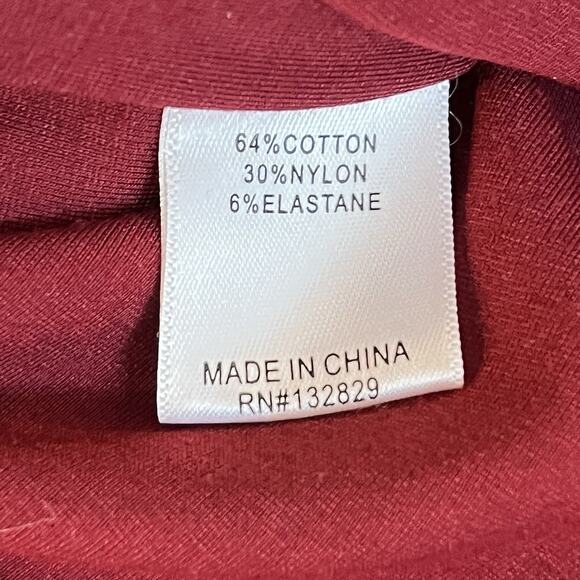 64%COTTON
30%NYLON
6%ELASTANE
MADE IN CHINA
RN#132829